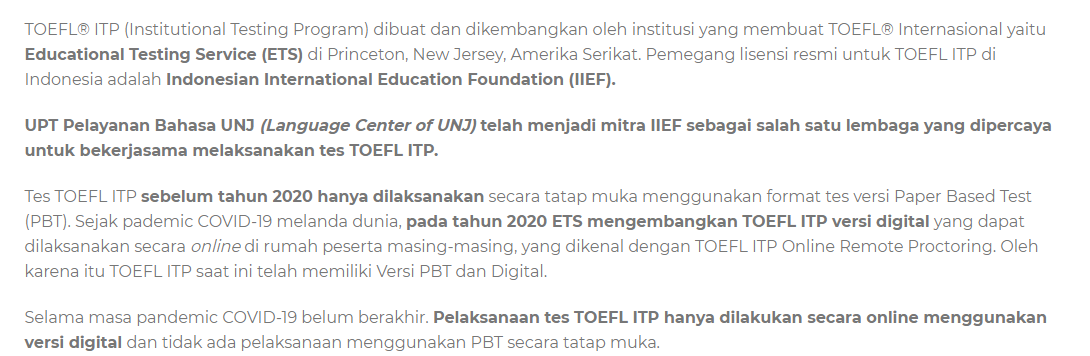 TOEFL® ITP (Institutional Testing Program) dibuat dan dikembangkan oleh institusi yang membuat TOEFL® Internasional yaitu
Educational Testing Service (ETS) di Princeton, New Jersey, Amerika Serikat. Pemegang lisensi resmi untuk TOEFL ITP di
Indonesia adalah Indonesian International Education Foundation (IIEF).
UPT Pelayanan Bahasa UNJ (Language Center of UNJ) telah menjadi mitra IIEF sebagai salah satu lembaga yang dipercaya
untuk bekerjasama melaksanakan tes TOEFL ITP.
Tes TOEFL ITP sebelum tahun 2020 hanya dilaksanakan secara tatap muka menggunakan format tes versi Paper Based Test
(PBT). Sejak pademic COVID-19 melanda dunia, pada tahun 2020 ETS mengembangkan TOEFL ITP versi digital yang dapat
dilaksanakan secara online di rumah peserta masing-masing, yang dikenal dengan TOEFL ITP Online Remote Proctoring. Oleh
karena itu TOEFL ITP saat ini telah memiliki Versi PBT dan Digital.
Selama masa pandemic COVID-19 belum berakhir. Pelaksanaan tes TOEFL ITP hanya dilakukan secara online menggunakan
versi digital dan tidak ada pelaksanaan menggunakan PBT secara tatap muka.